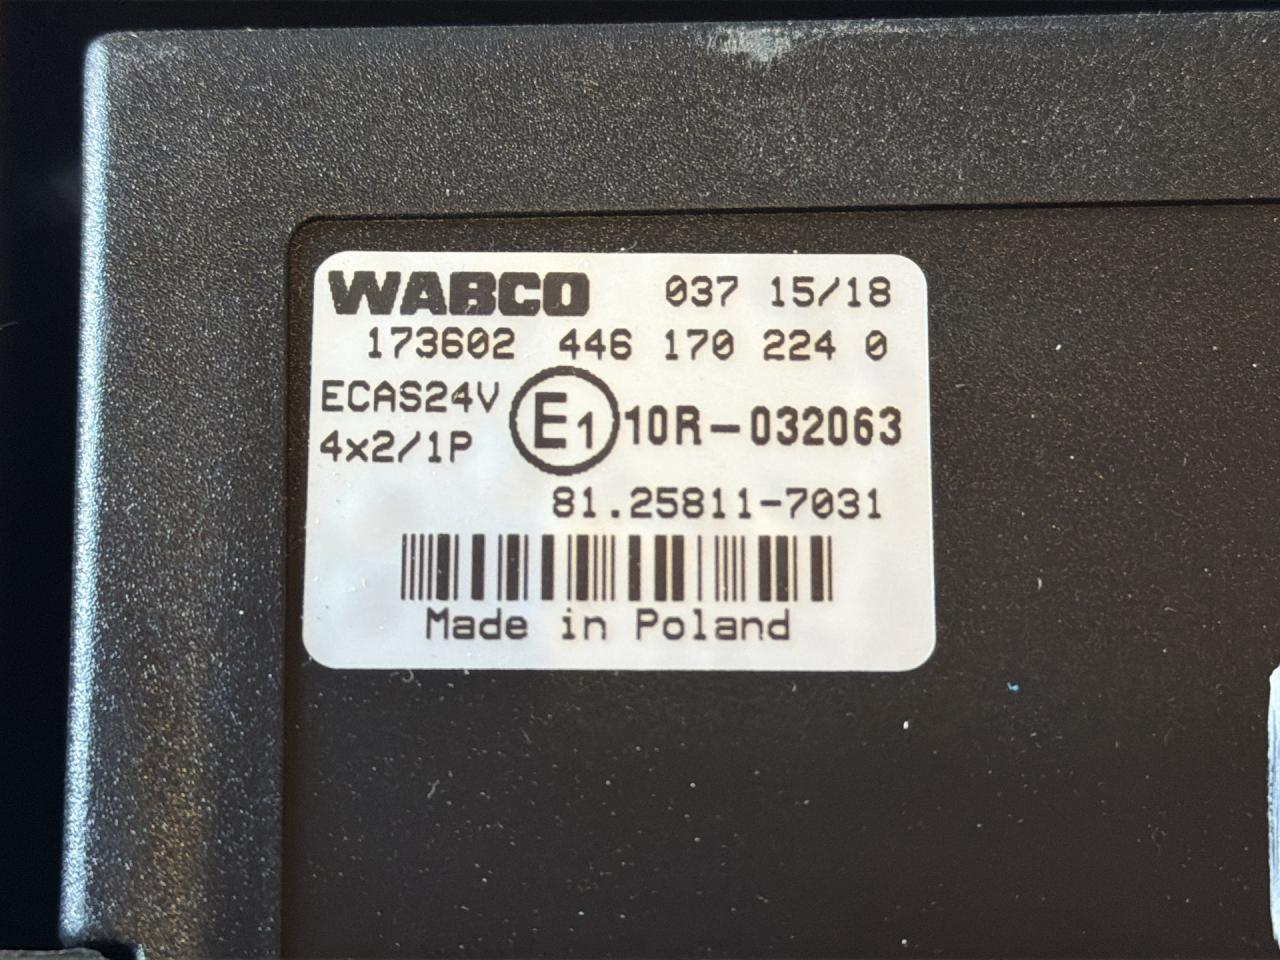 WABCO 037 15/18
173602 446 170 224 0
ECAS24V
4x2/1P
E1 10R-032063
81.25811-7031
Made in Poland